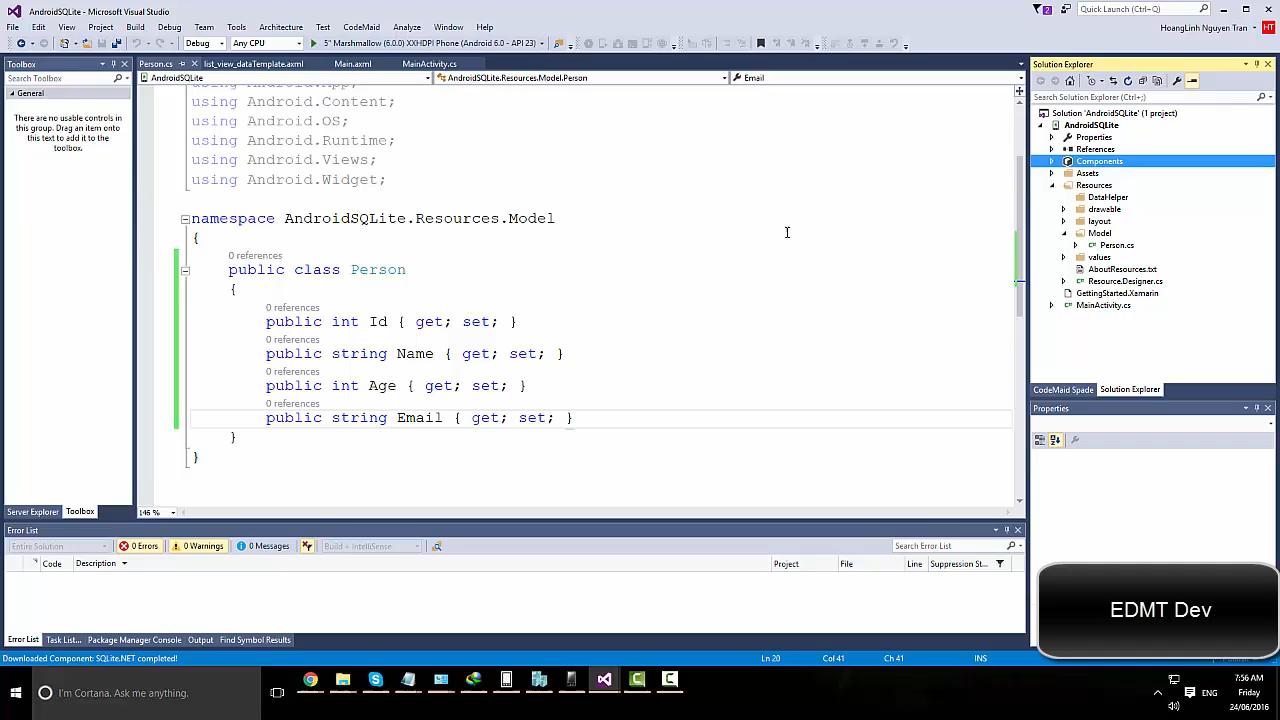 AndroidSQLite - Microsoft Visual Studio
2
Quick Launch (Ctrl+Q)
File Edit View Project Build Debug Team Tools Architecture Test CodeMaid Analyze Window Help
HoangLinh Nguyen Tran HT
Debug Any CPU 5" Marshmallow (6.0.0) XXHDPI Phone (Android 6.0 - API 23)
Toolbox
Search Toolbox
General
There are no usable controls in
this group. Drag an item onto
this text to add it to the
toolbox.
Server Explorer Toolbox
Person.cs list_view_dataTemplate.axml Main.axml MainActivity.cs
AndroidSQLite AndroidSQLite.Resources.Model.Person Email
using Android.App;
using Android.Content;
using Android.OS;
using Android.Runtime;
using Android.Views;
using Android.Widget;
namespace AndroidSQLite.Resources.Model
{
0 references
public class Person
{
0 references
public int Id { get; set; }
0 references
public string Name { get; set; }
0 references
public int Age { get; set; }
0 references
public string Email { get; set; }
}
}
146 %
Solution Explorer
Search Solution Explorer (Ctrl+;)
Solution 'AndroidSQLite' (1 project)
AndroidSQLite
Properties
References
Components
Assets
Resources
DataHelper
drawable
layout
Model
Person.cs
values
AboutResources.txt
Resource.Designer.cs
GettingStarted.Xamarin
MainActivity.cs
CodeMaid Spade Solution Explorer
Properties
Error List
Entire Solution 0 Errors 0 Warnings 0 Messages Build + IntelliSense Search Error List
Code Description Project File Line Suppression St...
Error List Task List... Package Manager Console Output Find Symbol Results
EDMT Dev
Downloaded Component: SQLite.NET completed! Ln 20 Col 41 Ch 41 INS
I'm Cortana. Ask me anything.
ENG
7:56 AM
Friday
24/06/2016